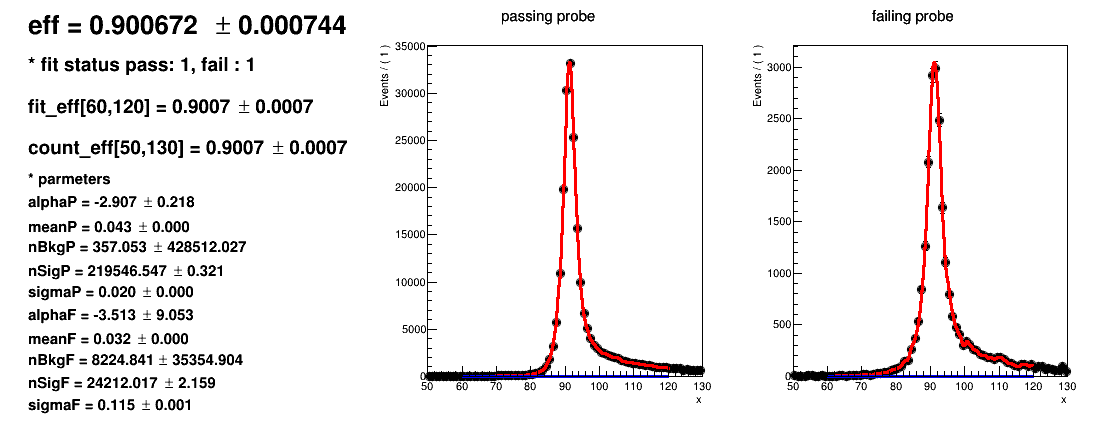 eff = 0.900672 ± 0.000744
* fit status pass: 1, fail : 1
fit_eff[60,120] = 0.9007 ± 0.0007
count_eff[50,130] = 0.9007 ± 0.0007
* parmeters
alphaP = -2.907 ± 0.218
meanP = 0.043 ± 0.000
nBkgP = 357.053 ± 428512.027
nSigP = 219546.547 ± 0.321
sigmaP = 0.020 ± 0.000
alphaF = -3.513 ± 9.053
meanF = 0.032 ± 0.000
nBkgF = 8224.841 ± 35354.904
nSigF = 24212.017 ± 2.159
sigmaF = 0.115 ± 0.001
passing probe
Events / ( 1 )
35000
30000
25000
20000
15000
10000
5000
0
50 60 70 80 90 100 110 120 130
x
failing probe
Events / ( 1 )
3000
2500
2000
1500
1000
500
0
50 60 70 80 90 100 110 120 130
x